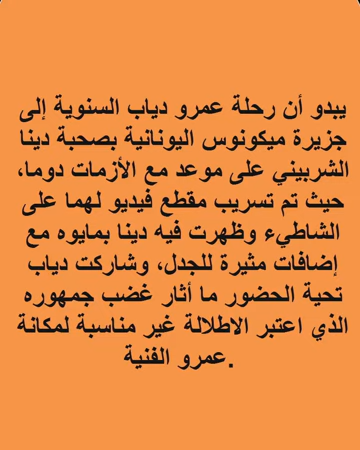 يبدو أن رحلة عمرو دياب السنوية إلى
جزيرة ميكونوس اليونانية بصحبة دينا
الشربيني على موعد مع الأزمات دوما،
حيث تم تسريب مقطع فيديو لهما على
الشاطيء وظهرت فيه دينا بمايوه مع
إضافات مثيرة للجدل، وشاركت دياب
تحية الحضور ما أثار غضب جمهوره
الذي اعتبر الاطلالة غير مناسبة لمكانة
عمرو الفنية.